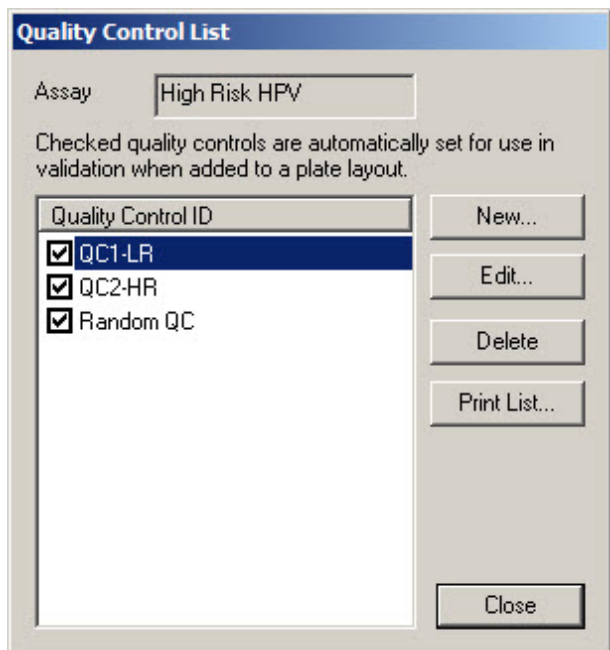 Quality Control List
Assay High Risk HPV
Checked quality controls are automatically set for use in
validation when added to a plate layout.
Quality Control ID
QC1-LR
QC2-HR
Random QC
New...
Edit...
Delete
Print List...
Close